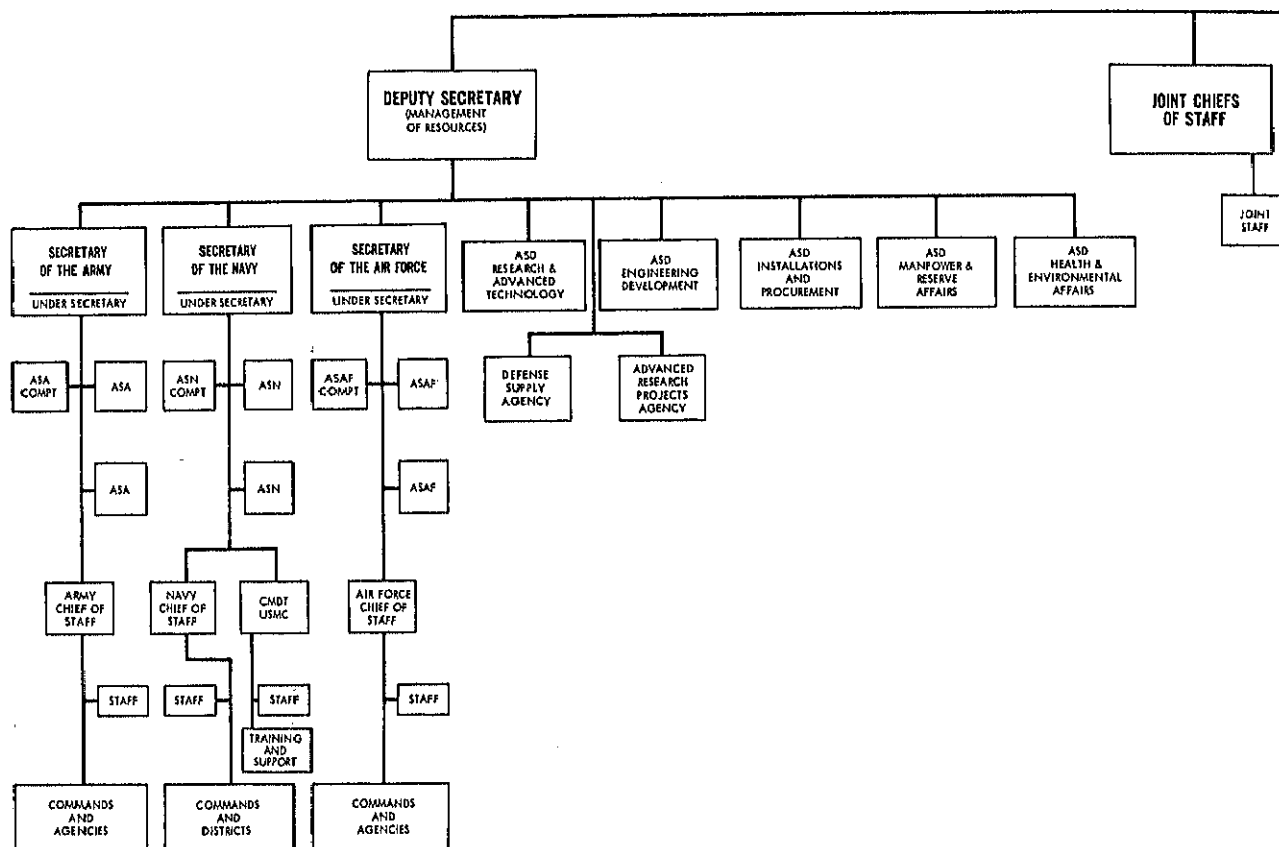 DEPUTY SECRETARY
(MANAGEMENT
OF RESOURCES)
JOINT CHIEFS
OF STAFF
JOINT
STAFF
SECRETARY
OF THE ARMY
UNDER SECRETARY
SECRETARY
OF THE NAVY
UNDER SECRETARY
SECRETARY
OF THE AIR FORCE
UNDER SECRETARY
ASD
RESEARCH &
ADVANCED
TECHNOLOGY
ASD
ENGINEERING
DEVELOPMENT
ASD
INSTALLATIONS
AND
PROCUREMENT
ASD
MANPOWER &
RESERVE
AFFAIRS
ASD
HEALTH &
ENVIRONMENTAL
AFFAIRS
ASA
COMPT
ASA
ASN
COMPT
ASN
ASAF
COMPT
ASAF
DEFENSE
SUPPLY
AGENCY
ADVANCED
RESEARCH
PROJECTS
AGENCY
ASA
ASN
ASAF
ARMY
CHIEF OF
STAFF
NAVY
CHIEF OF
STAFF
CMDT
USMC
AIR FORCE
CHIEF OF
STAFF
STAFF
STAFF
STAFF
STAFF
TRAINING
AND
SUPPORT
COMMANDS
AND
AGENCIES
COMMANDS
AND
DISTRICTS
COMMANDS
AND
AGENCIES